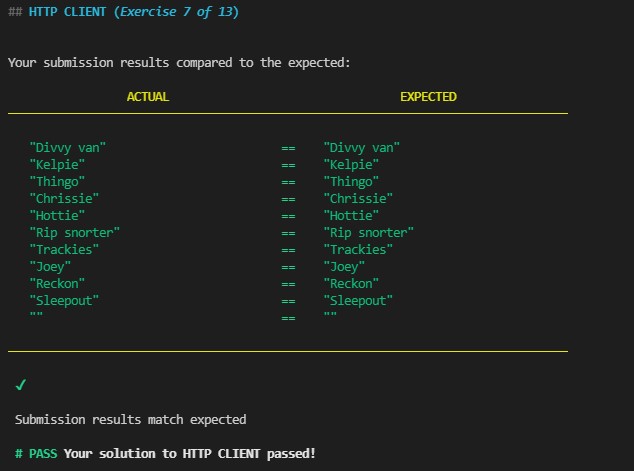 ## HTTP CLIENT (Exercise 7 of 13)
Your submission results compared to the expected:
ACTUAL EXPECTED
"Divvy van" == "Divvy van"
"Kelpie" == "Kelpie"
"Thingo" == "Thingo"
"Chrissie" == "Chrissie"
"Hottie" == "Hottie"
"Rip snorter" == "Rip snorter"
"Trackies" == "Trackies"
"Joey" == "Joey"
"Reckon" == "Reckon"
"Sleepout" == "Sleepout"
"" == ""
✓
Submission results match expected
# PASS Your solution to HTTP CLIENT passed!